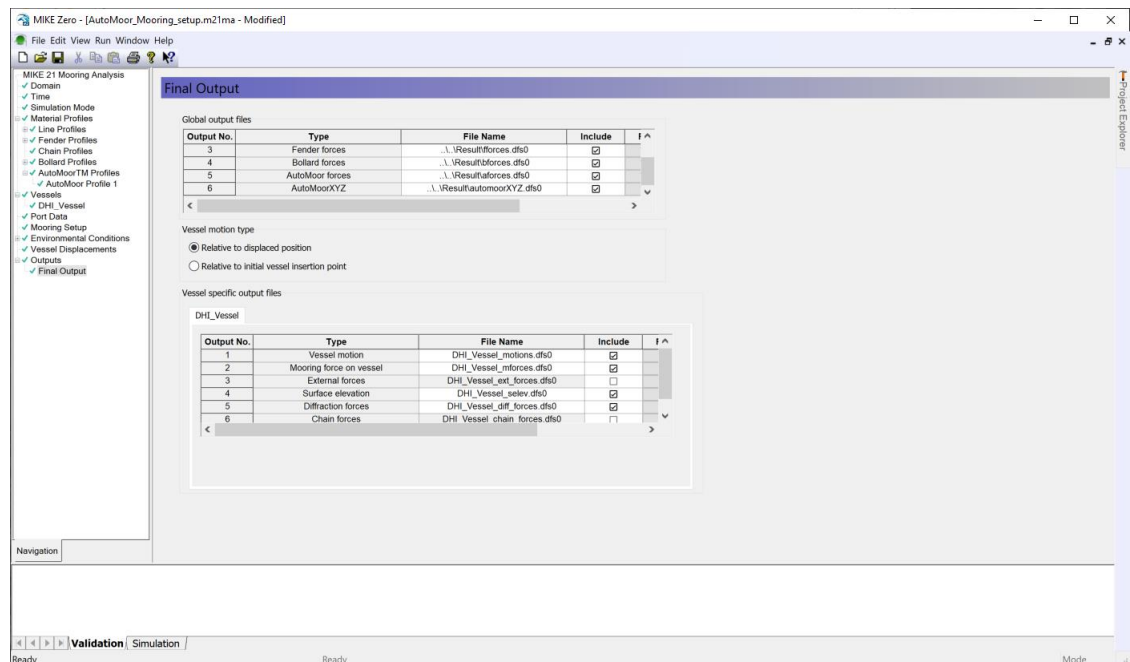 MIKE Zero - [AutoMoor_Mooring_setup.m21ma - Modified]
File Edit View Run Window Help
MIKE 21 Mooring Analysis
Domain
Time
Simulation Mode
Material Profiles
Line Profiles
Fender Profiles
Chain Profiles
Bollard Profiles
AutoMoorTM Profiles
AutoMoor Profile 1
Vessels
DHI_Vessel
Port Data
Mooring Setup
Environmental Conditions
Vessel Displacements
Outputs
Final Output
Navigation
Final Output
Global output files
Output No. Type File Name Include
3 Fender forces ..\..\Result\fforces.dfs0
4 Bollard forces ..\..\Result\bforces.dfs0
5 AutoMoor forces ..\..\Result\aforces.dfs0
6 AutoMoorXYZ ..\..\Result\automoorXYZ.dfs0
Vessel motion type
Relative to displaced position
Relative to initial vessel insertion point
Vessel specific output files
DHI_Vessel
Output No. Type File Name Include
1 Vessel motion DHI_Vessel_motions.dfs0
2 Mooring force on vessel DHI_Vessel_mforces.dfs0
3 External forces DHI_Vessel_ext_forces.dfs0
4 Surface elevation DHI_Vessel_selev.dfs0
5 Diffraction forces DHI_Vessel_diff_forces.dfs0
6 Chain forces DHI_Vessel_chain_forces.dfs0
Project Explorer
Validation Simulation
Ready Ready Mode